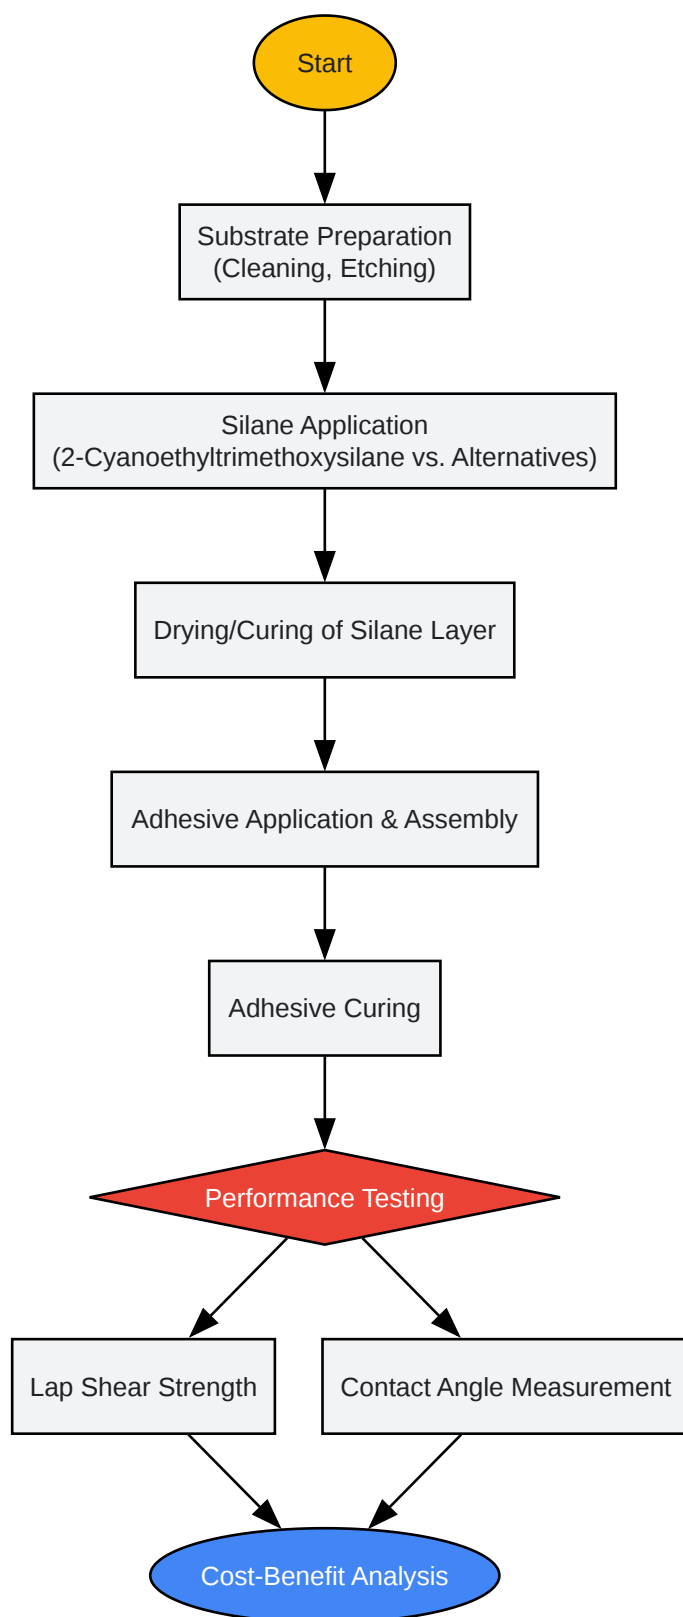 Start
Substrate Preparation
(Cleaning, Etching)
Silane Application
(2-Cyanoethyltrimethoxysilane vs. Alternatives)
Drying/Curing of Silane Layer
Adhesive Application & Assembly
Adhesive Curing
Performance Testing
Lap Shear Strength
Contact Angle Measurement
Cost-Benefit Analysis